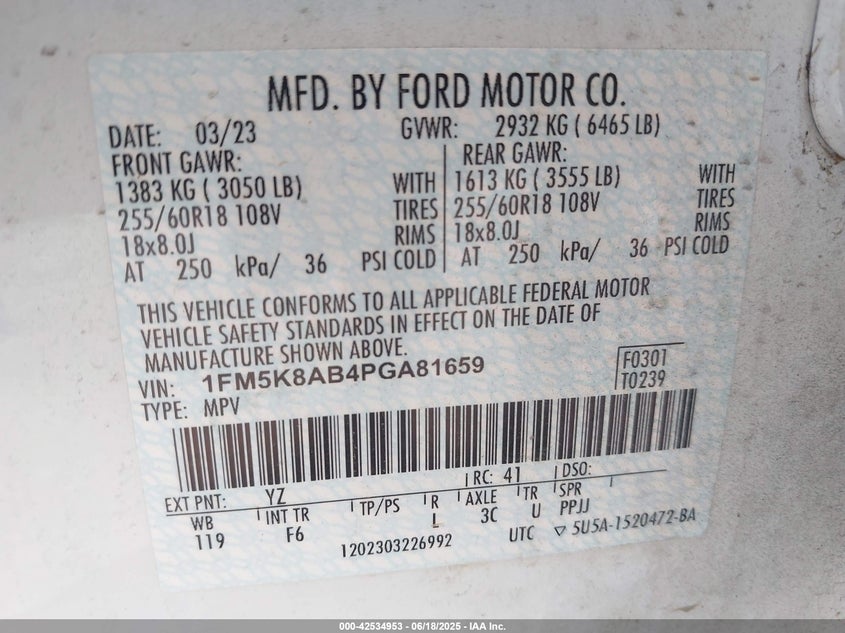 MFD. BY FORD MOTOR CO.
DATE: 03/23 GVWR: 2932 KG ( 6465 LB)
FRONT GAWR: REAR GAWR:
1383 KG ( 3050 LB) WITH 1613 KG ( 3555 LB) WITH
255/60R18 108V TIRES 255/60R18 108V TIRES
18x8.0J RIMS 18x8.0J RIMS
AT 250 kPa/ 36 PSI COLD AT 250 kPa/ 36 PSI COLD
THIS VEHICLE CONFORMS TO ALL APPLICABLE FEDERAL MOTOR
VEHICLE SAFETY STANDARDS IN EFFECT ON THE DATE OF
MANUFACTURE SHOWN ABOVE.
VIN: 1FM5K8AB4PGA81659 F0301
TYPE: MPV T0239
EXT PNT: YZ RC: 41 DSO:
WB INT TR TP/PS R AXLE TR SPR
119 F6 L 3C U PPJJ
1202303226992 UTC ▽ 5U5A-1520472-BA
000-42534953 - 06/18/2025 - IAA Inc.